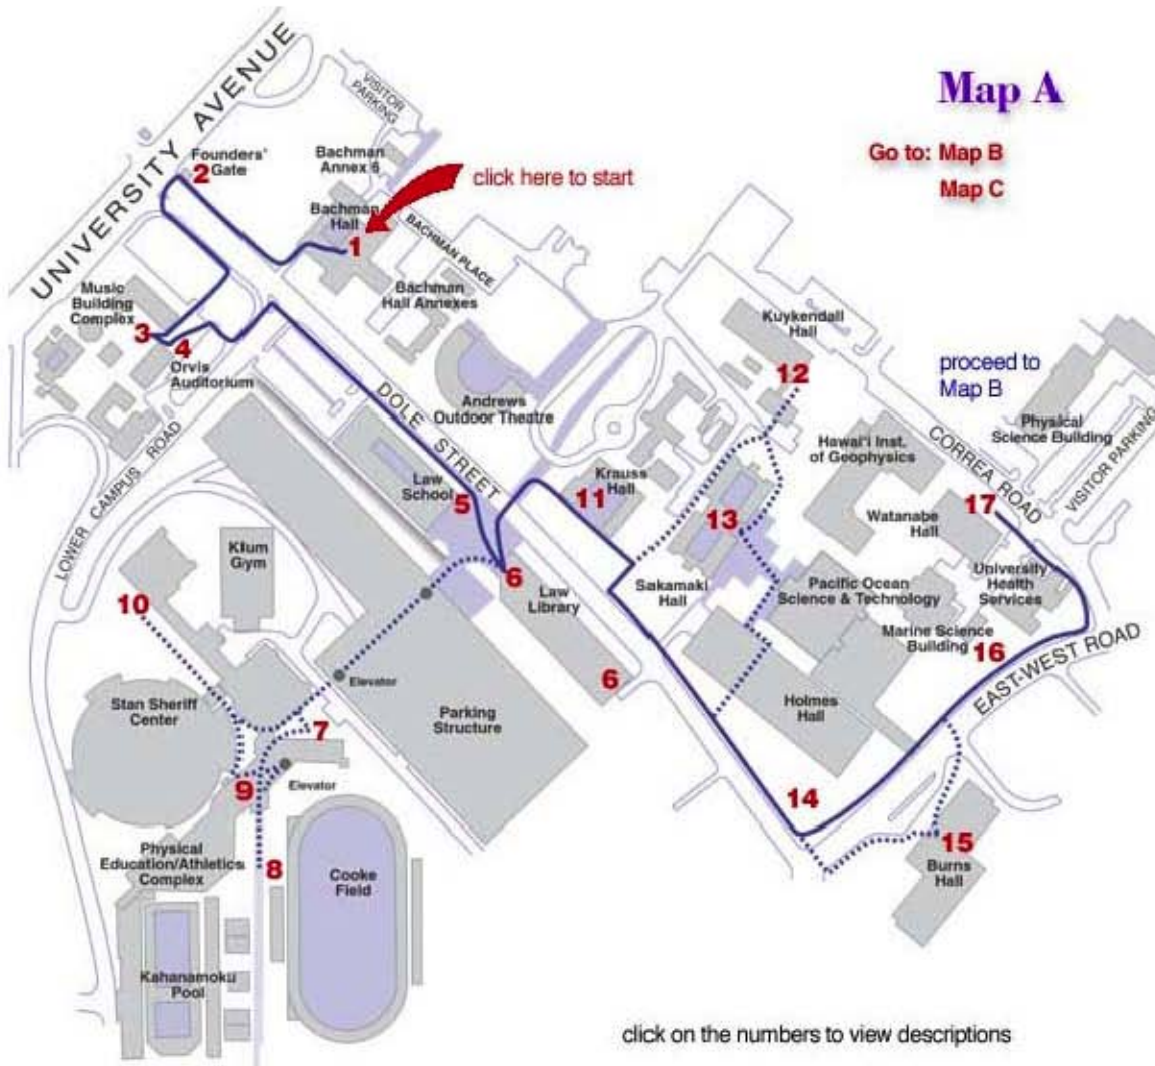 Map A
Go to: Map B
Map C
UNIVERSITY AVENUE
VISITOR
PARKING
Founders'
Gate
2
Bachman
Annex 6
click here to start
Bachman
Hall
1
BACHMAN PLACE
Bachman
Hall Annexes
Music
Building
Complex
3
4
Orvis
Auditorium
Kuykendall
Hall
12
proceed to
Map B
Andrews
Outdoor Theatre
DOLE STREET
Physical
Science Building
VISITOR PARKING
CORREA ROAD
Hawai'i Inst.
of Geophysics
LOWER CAMPUS ROAD
Law
School
5
Krauss
Hall
11
13
17
Watanabe
Hall
Klum
Gym
6
Law
Library
Sakamaki
Hall
Pacific Ocean
Science & Technology
University
Health
Services
10
Marine Science
Building
16
EAST-WEST ROAD
Elevator
6
Stan Sheriff
Center
Parking
Structure
Holmes
Hall
7
9
Elevator
14
15
Burns
Hall
Physical
Education/Athletics
Complex
8
Cooke
Field
Kahanamoku
Pool
click on the numbers to view descriptions